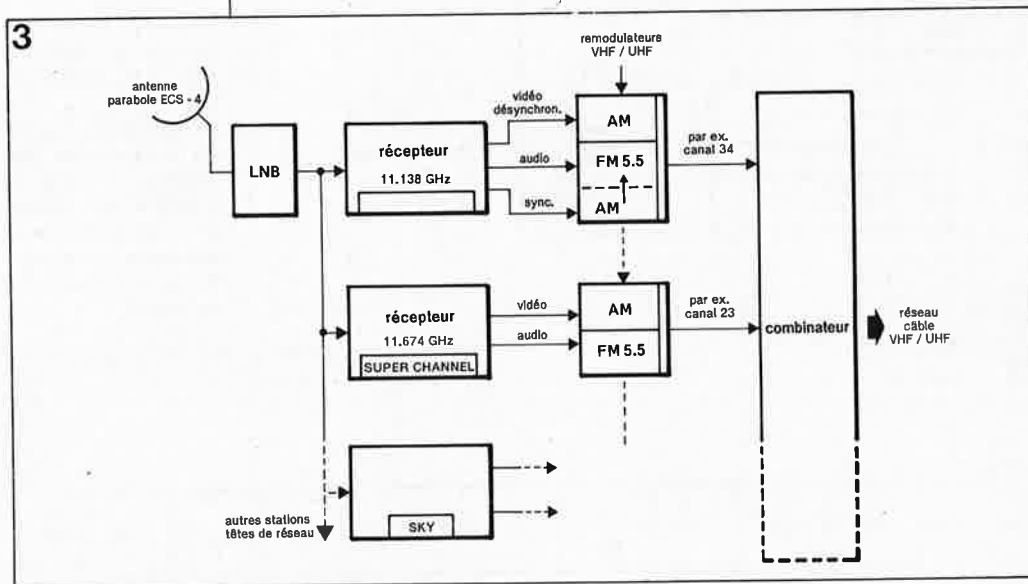 3
remodulateurs
VHF / UHF
antenne
parabole ECS - 4
LNB
récepteur
11.138 GHz
vidéo
désynchron.
audio
sync.
AM
FM 5.5
AM
par ex.
canal 34
récepteur
11.674 GHz
SUPER CHANNEL
vidéo
audio
AM
FM 5.5
par ex.
canal 23
combinateur
réseau
câble
VHF / UHF
SKY
autres stations
têtes de réseau